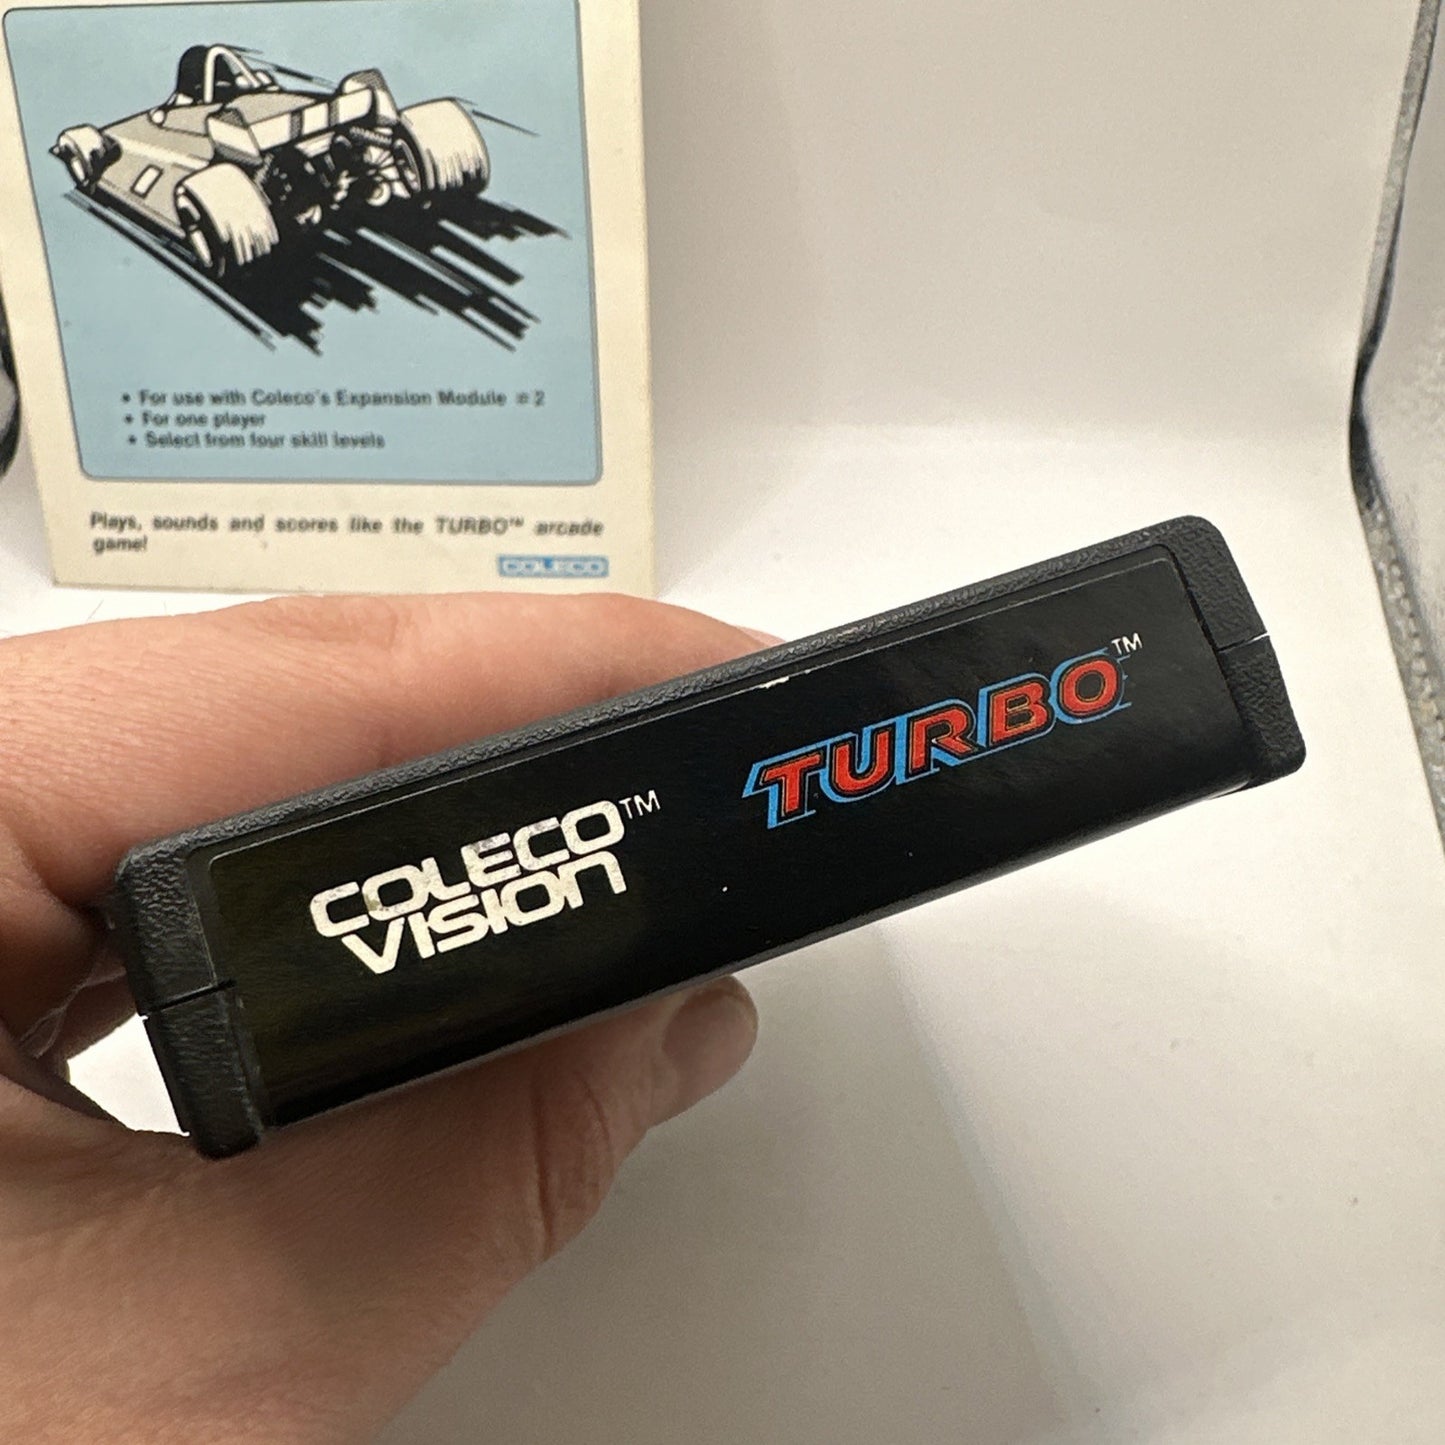 • For use with Coleco's Expansion Module #2
• For one player
• Select from four skill levels
Plays, sounds and scores like the TURBO™ arcade
game!
COLECO
COLECO™
VISION
TURBO™